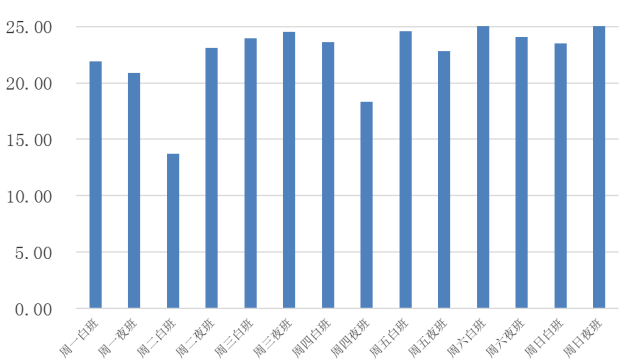 25.00
20.00
15.00
10.00
5.00
0.00
周一白班
周一夜班
周二白班
周二夜班
周三白班
周三夜班
周四白班
周四夜班
周五白班
周五夜班
周六白班
周六夜班
周日白班
周日夜班